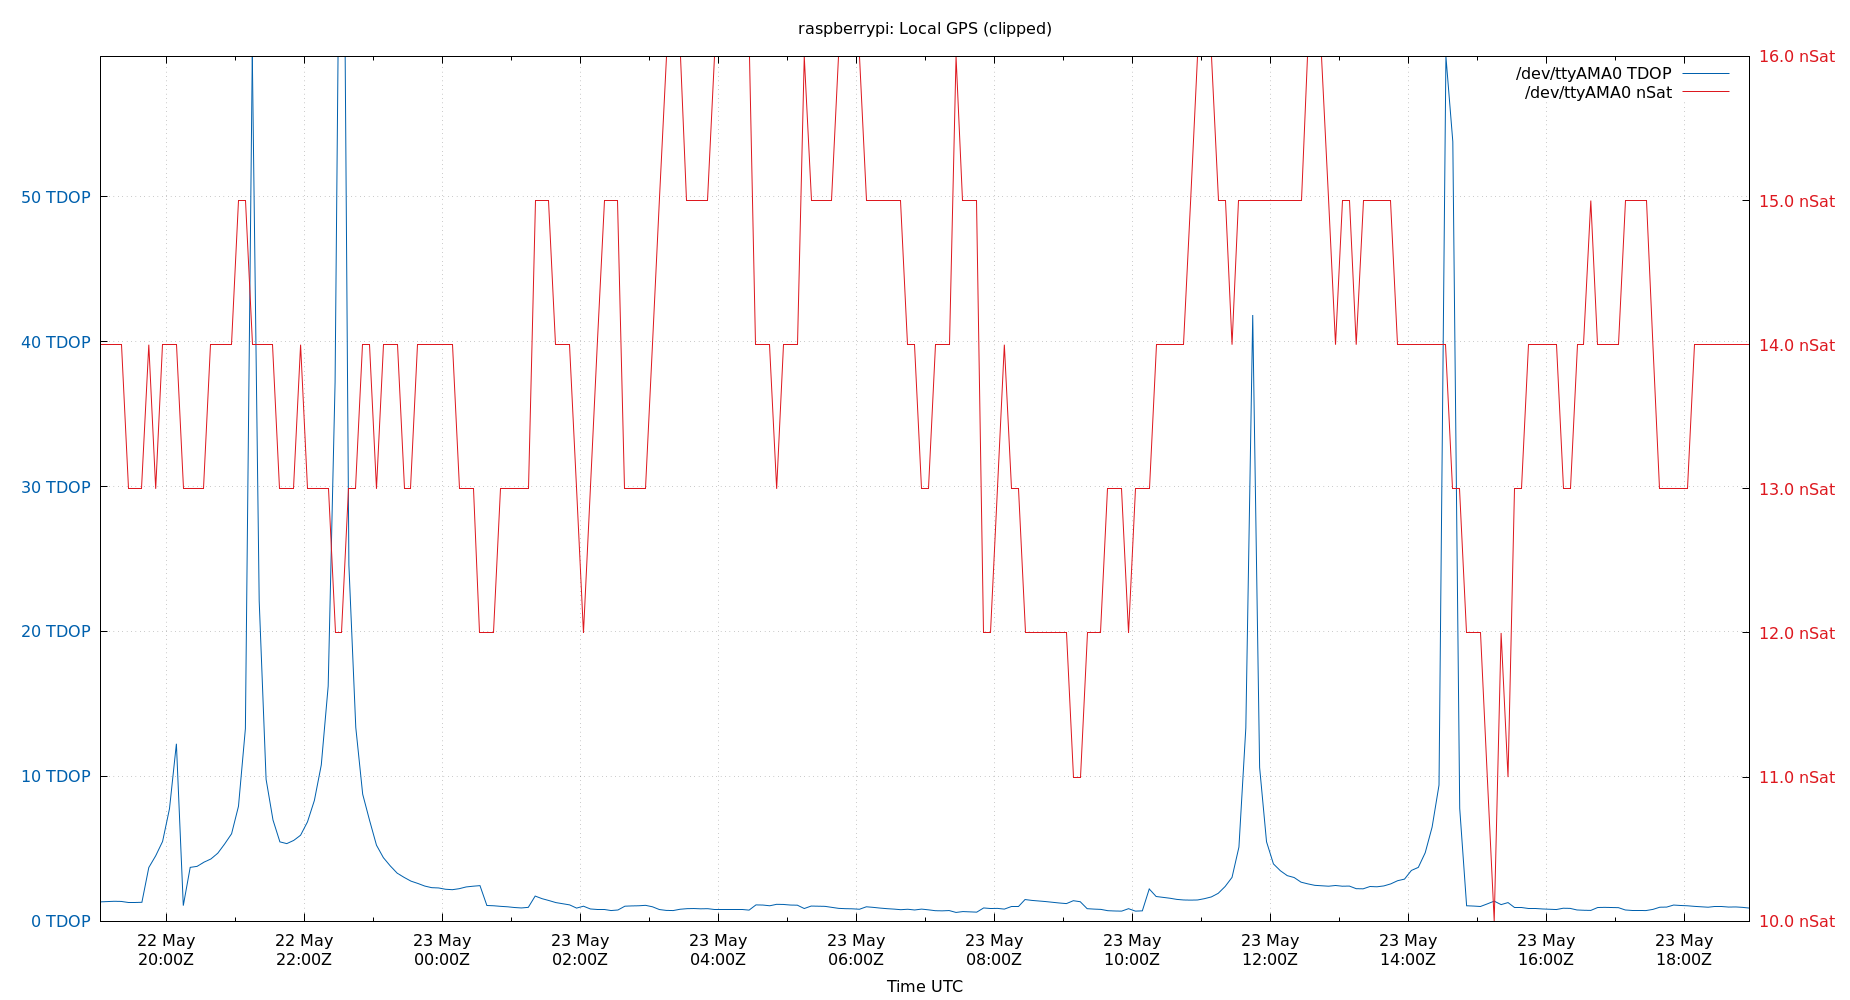 raspberrypi: Local GPS (clipped)
/dev/ttyAMA0 TDOP
/dev/ttyAMA0 nSat
50 TDOP
40 TDOP
30 TDOP
20 TDOP
10 TDOP
0 TDOP
16.0 nSat
15.0 nSat
14.0 nSat
13.0 nSat
12.0 nSat
11.0 nSat
10.0 nSat
22 May
20:00Z
22 May
22:00Z
23 May
00:00Z
23 May
02:00Z
23 May
04:00Z
23 May
06:00Z
23 May
08:00Z
23 May
10:00Z
23 May
12:00Z
23 May
14:00Z
23 May
16:00Z
23 May
18:00Z
Time UTC